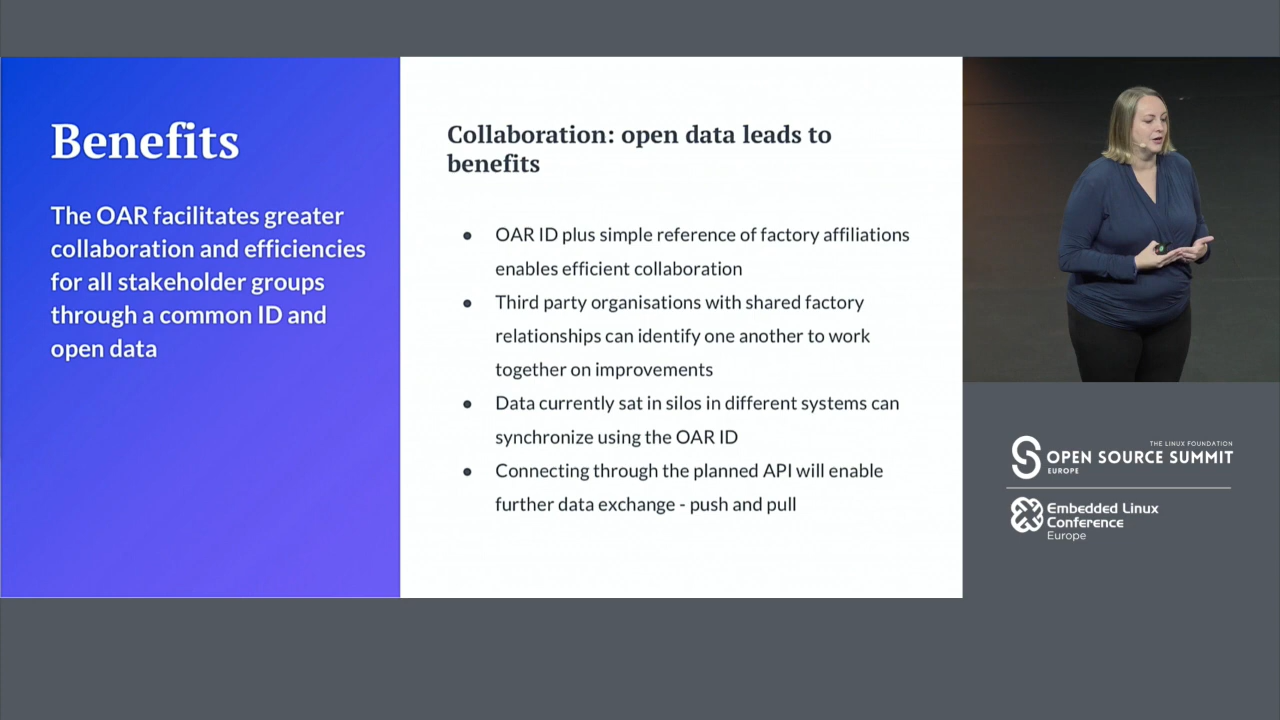 Benefits
The OAR facilitates greater
collaboration and efficiencies
for all stakeholder groups
through a common ID and
open data
Collaboration: open data leads to
benefits
● OAR ID plus simple reference of factory affiliations
enables efficient collaboration
● Third party organisations with shared factory
relationships can identify one another to work
together on improvements
● Data currently sat in silos in different systems can
synchronize using the OAR ID
● Connecting through the planned API will enable
further data exchange - push and pull
THE LINUX FOUNDATION
OPEN SOURCE SUMMIT
EUROPE
Embedded Linux
Conference
Europe